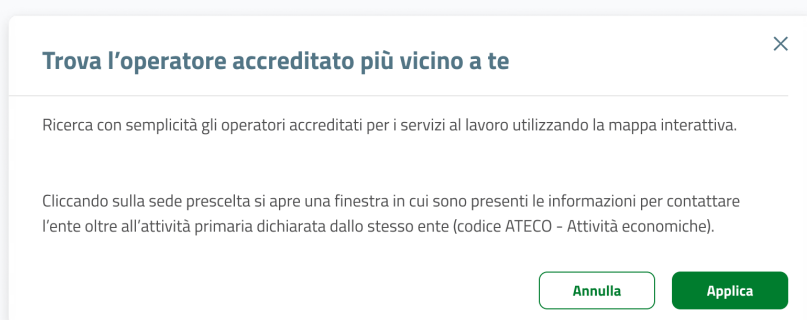 Trova l’operatore accreditato più vicino a te
Ricerca con semplicità gli operatori accreditati per i servizi al lavoro utilizzando la mappa interattiva.
Cliccando sulla sede prescelta si apre una finestra in cui sono presenti le informazioni per contattare
l’ente oltre all’attività primaria dichiarata dallo stesso ente (codice ATECO - Attività economiche).
Annulla Applica